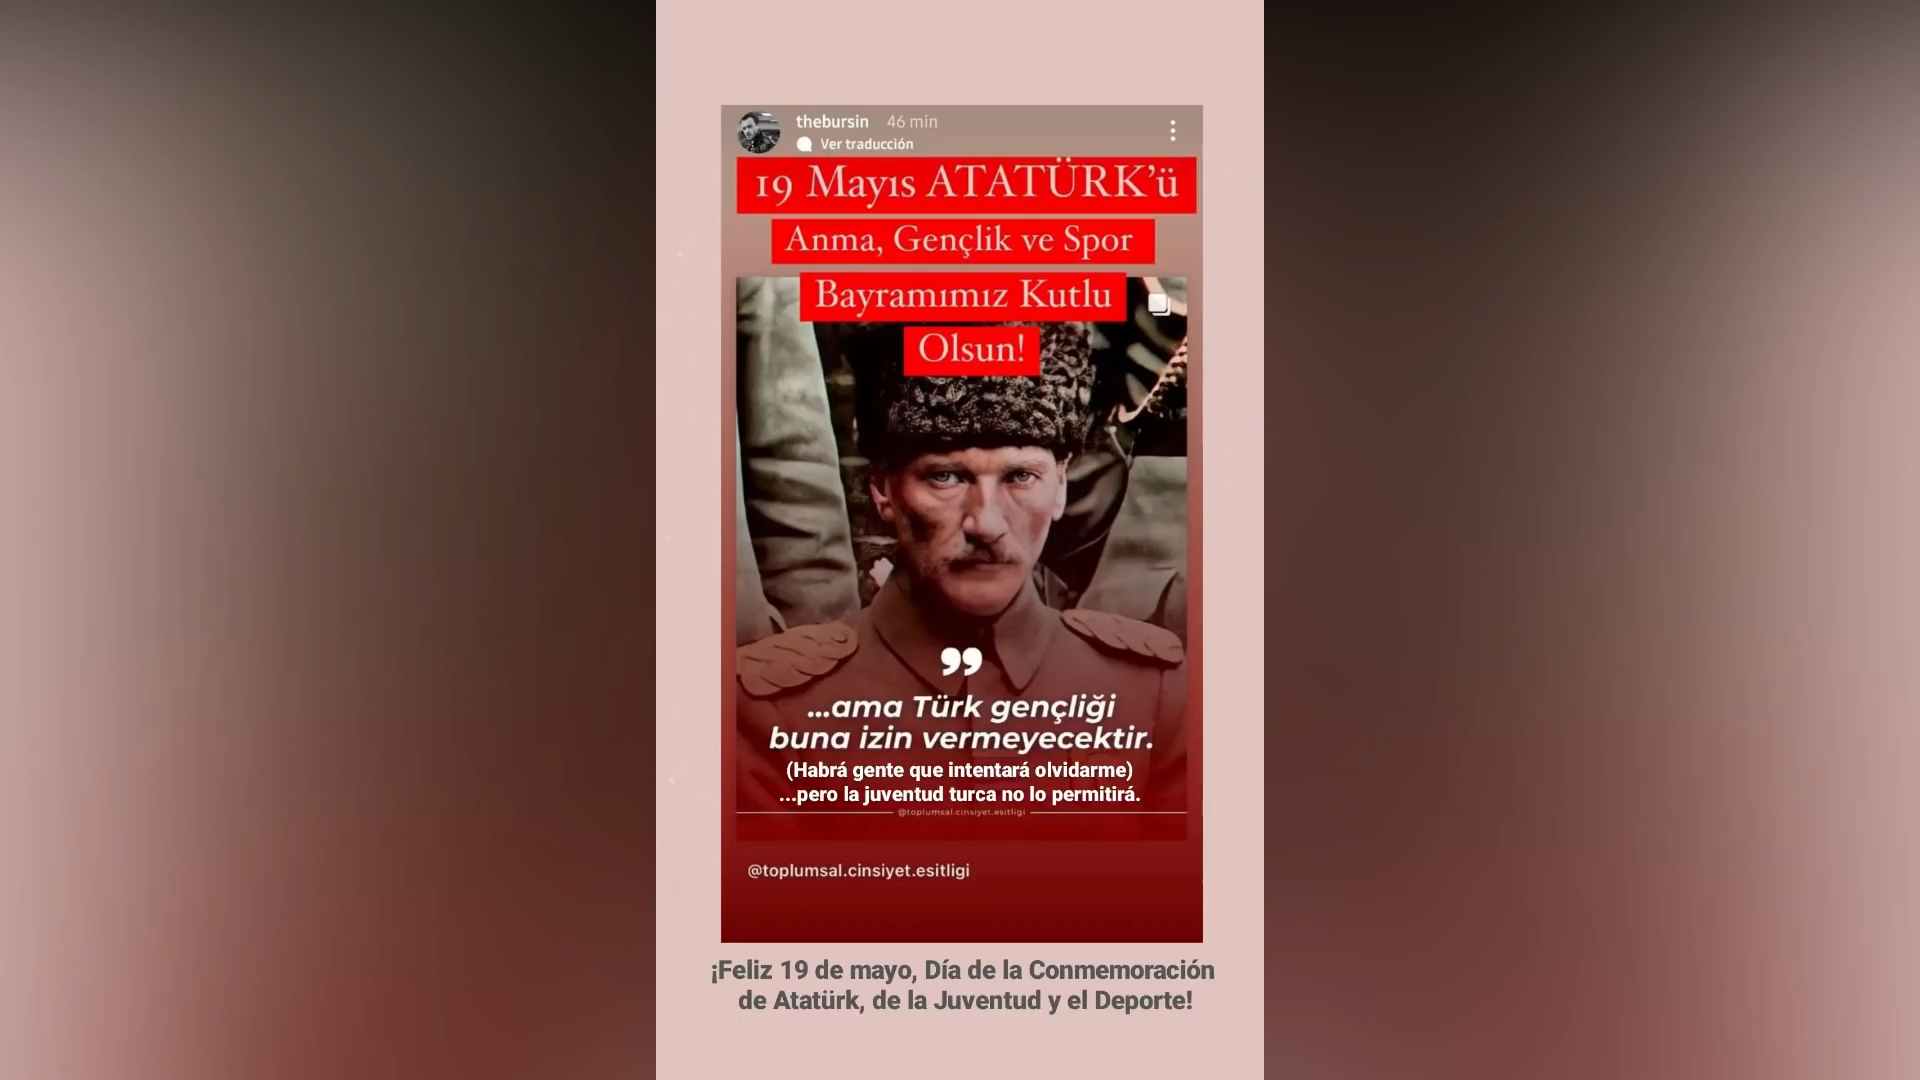 thebursin 46 min
Ver traducción
19 Mayıs ATATÜRK'ü
Anma, Gençlik ve Spor
Bayramımız Kutlu
Olsun!
”
...ama Türk gençliği
buna izin vermeyecektir.
(Habrá gente que intentará olvidarme)
...pero la juventud turca no lo permitirá.
@toplumsal.cinsiyet.esitligi
@toplumsal.cinsiyet.esitligi
¡Feliz 19 de mayo, Día de la Conmemoración
de Atatürk, de la Juventud y el Deporte!